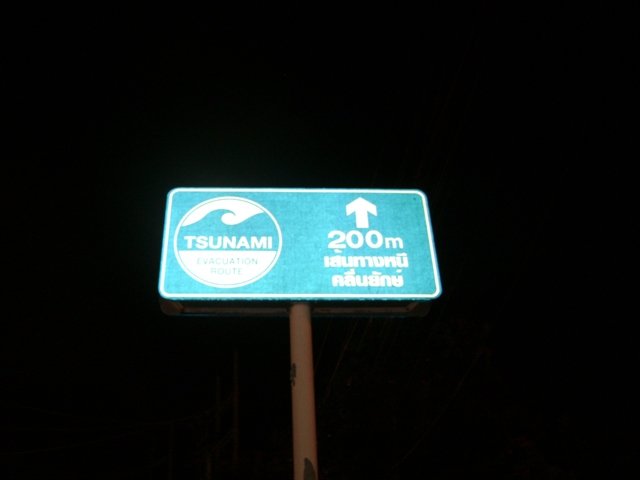 TSUNAMI
EVACUATION
ROUTE
200m
เส้นทางหนี
คลื่นยักษ์